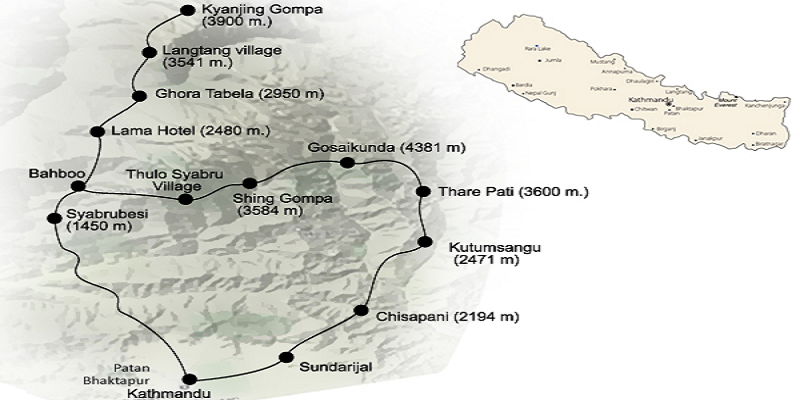 Kyanjing Gompa
(3900 m.)
Langtang village
(3541 m.)
Ghora Tabela (2950 m)
Lama Hotel (2480 m.)
Gosaikunda (4381 m)
Bahboo
Thulo Syabru
Village
Shing Gompa
(3584 m)
Thare Pati (3600 m.)
Syabrubesi
(1450 m)
Kutumsangu
(2471 m)
Chisapani (2194 m)
Sundarijal
Patan
Bhaktapur
Kathmandu
Rara Lake
Jumla
Dhangadi
Mustang
Annapurna
Dhaulagiri
Bardia
Nepal Gunj
Pokhara
Langtang
Kathmandu
Mount
Everest
Kanchenjunga
Chitwan
Bhaktapur
Patan
Birganj
Janakpur
Dharan
Biratnagar